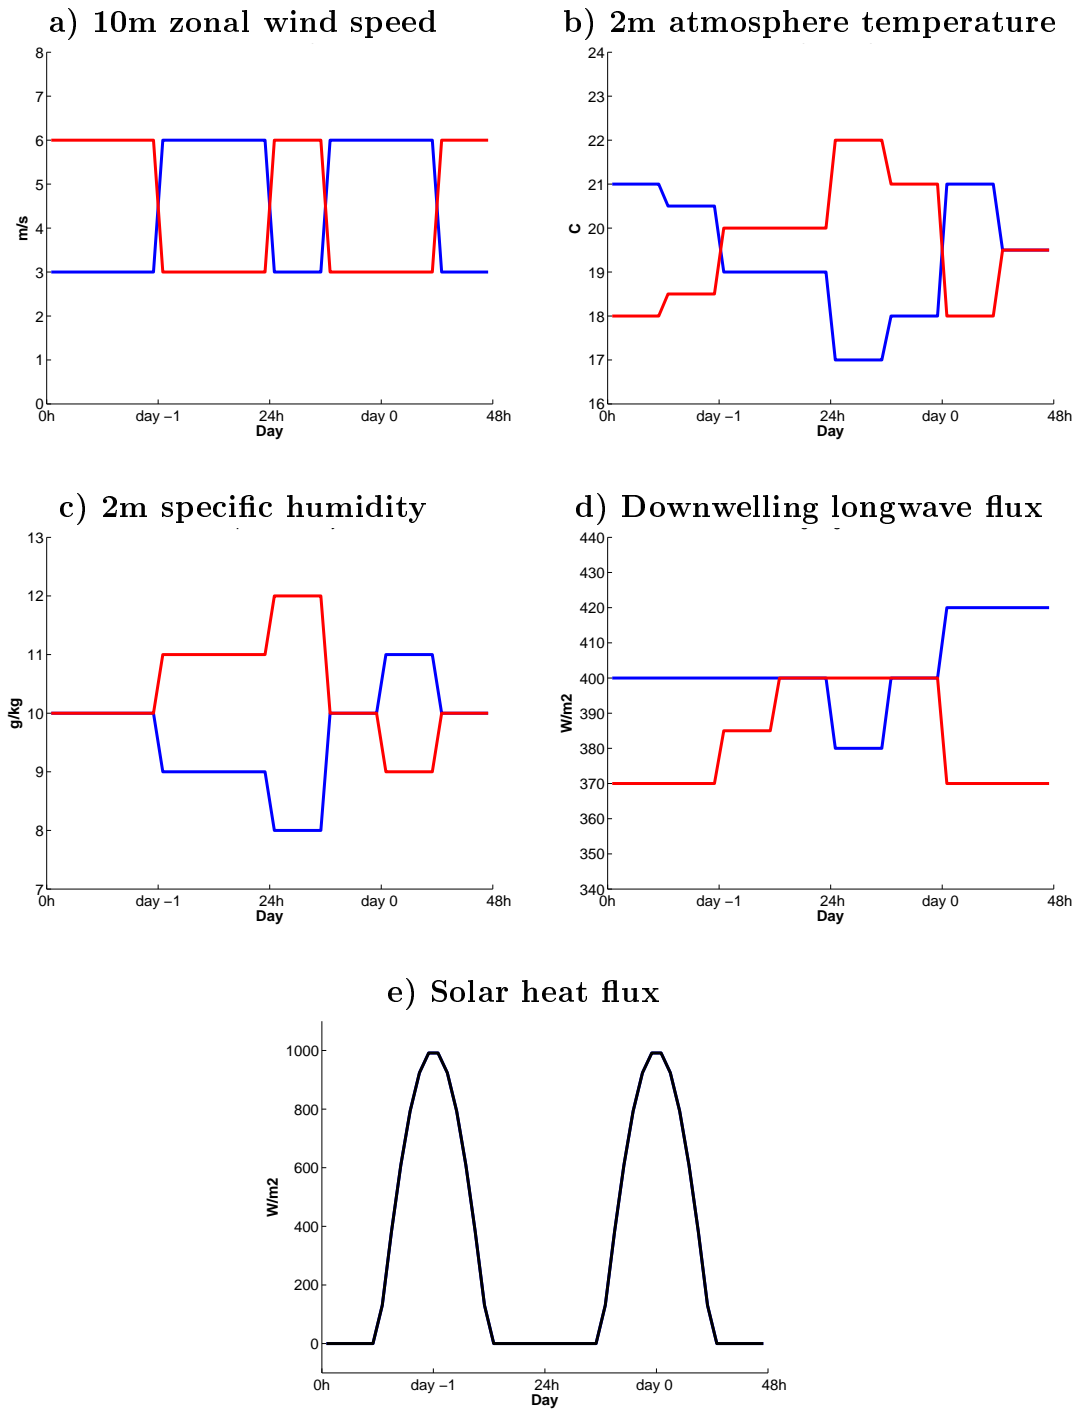 a) 10m zonal wind speed
8
7
6
5
4
3
2
1
0
m/s
0h day −1 24h day 0 48h
Day
b) 2m atmosphere temperature
24
23
22
21
20
19
18
17
16
C
0h day −1 24h day 0 48h
Day
c) 2m specific humidity
13
12
11
10
9
8
7
g/kg
0h day −1 24h day 0 48h
Day
d) Downwelling longwave flux
440
430
420
410
400
390
380
370
360
350
340
W/m2
0h day −1 24h day 0 48h
Day
e) Solar heat flux
1000
800
600
400
200
0
W/m2
0h day −1 24h day 0 48h
Day